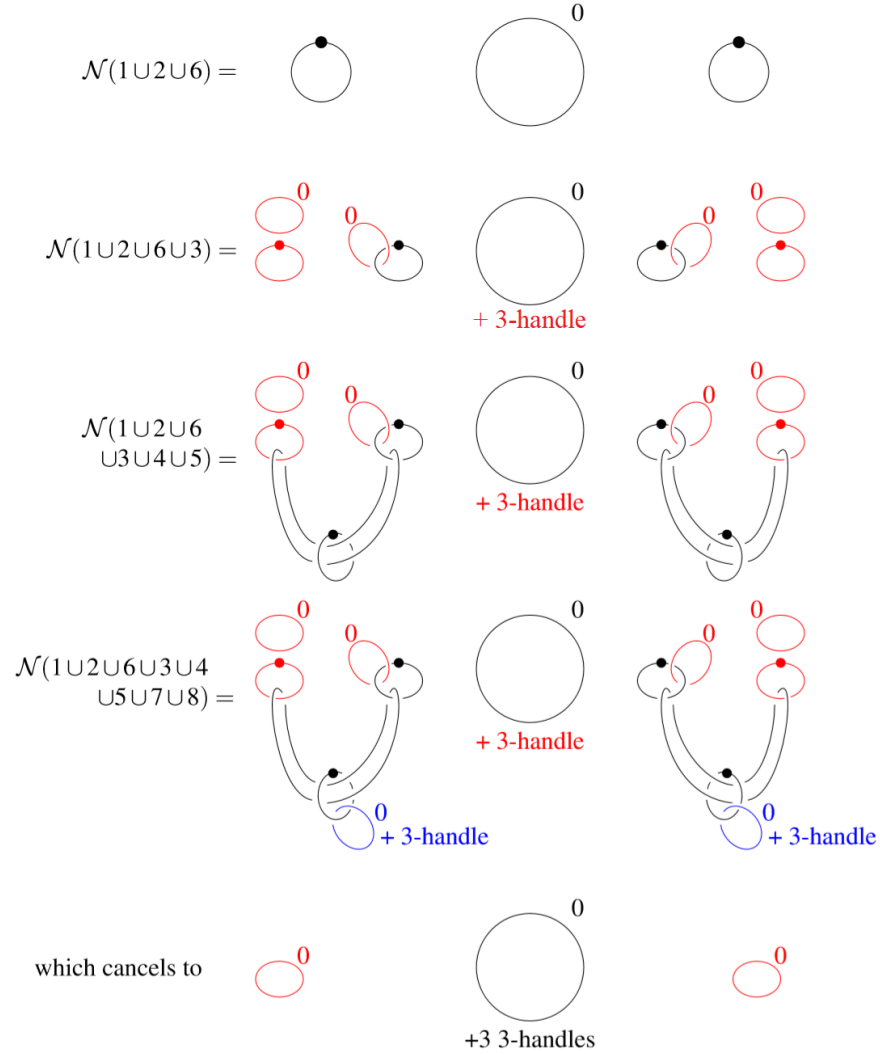 0
𝒩(1∪2∪6) =
0 0 0 0 0
𝒩(1∪2∪6∪3) =
+ 3-handle
0 0 0 0 0
𝒩(1∪2∪6
∪3∪4∪5) =
+ 3-handle
0 0 0 0 0
𝒩(1∪2∪6∪3∪4
∪5∪7∪8) =
+ 3-handle
0 0
+ 3-handle + 3-handle
0 0 0
which cancels to
+3 3-handles